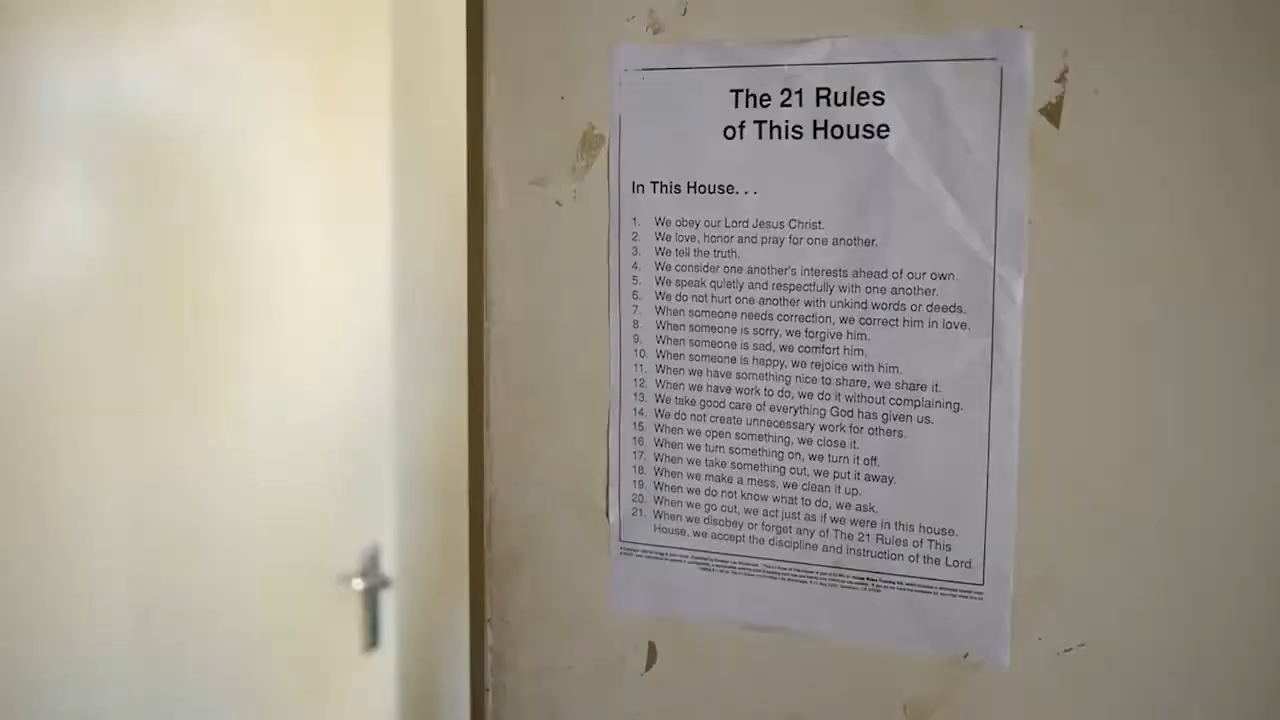 The 21 Rules
of This House
In This House. . .
1. We obey our Lord Jesus Christ.
2. We love, honor and pray for one another.
3. We tell the truth.
4. We consider one another's interests ahead of our own.
5. We speak quietly and respectfully with one another.
6. We do not hurt one another with unkind words or deeds.
7. When someone needs correction, we correct him in love.
8. When someone is sorry, we forgive him.
9. When someone is sad, we comfort him.
10. When someone is happy, we rejoice with him.
11. When we have something nice to share, we share it.
12. When we have work to do, we do it without complaining.
13. We take good care of everything God has given us.
14. We do not create unnecessary work for others.
15. When we open something, we close it.
16. When we turn something on, we turn it off.
17. When we take something out, we put it away.
18. When we make a mess, we clean it up.
19. When we do not know what to do, we ask.
20. When we go out, we act just as if we were in this house.
21. When we disobey or forget any of The 21 Rules of This
House, we accept the discipline and instruction of the Lord.